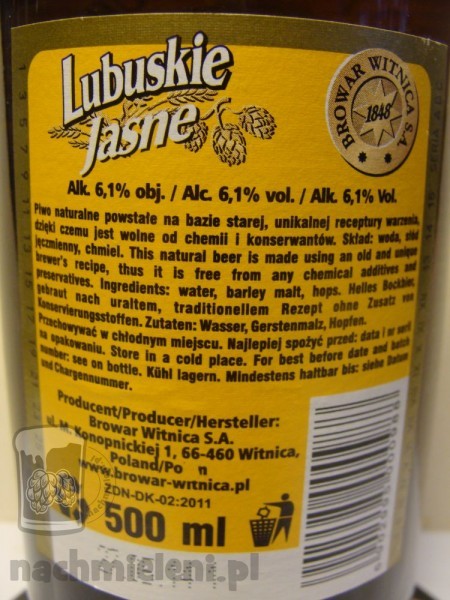 Lubuskie
Jasne
BROWAR WITNICA S.A.
1848
Alk. 6,1% obj. / Alc. 6,1% vol. / Alk. 6,1% Vol.
Piwo naturalne powstałe na bazie starej, unikalnej receptury warzenia,
dzięki czemu jest wolne od chemii i konserwantów. Skład: woda, słód
jęczmienny, chmiel. This natural beer is made using an old and unique
brewer's recipe, thus it is free from any chemical additives and
preservatives. Ingredients: water, barley malt, hops. Helles Bockbier,
gebraut nach uraltem, traditionellem Rezept ohne Zusatz von
Konservierungsstoffen. Zutaten: Wasser, Gerstenmalz, Hopfen.
Przechowywać w chłodnym miejscu. Najlepiej spożyć przed: data i nr serii
na opakowaniu. Store in a cold place. For best before date and batch
number: see on bottle. Kühl lagern. Mindestens haltbar bis: siehe Datum
und Chargennummer.
Producent/Producer/Hersteller:
Browar Witnica S.A.
ul. M. Konopnickiej 1, 66-460 Witnica,
Poland/Po n
www.browar-witnica.pl
ZDN-DK-02:2011
500 ml
nachmieleni.pl